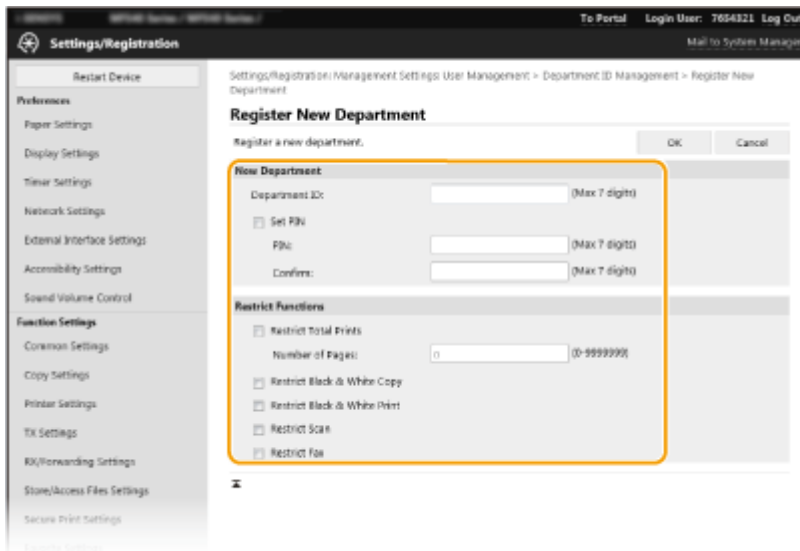 To Portal Login User: 7654321 Log Out
Settings/Registration
Mail to System Manager
Restart Device
Preferences
Paper Settings
Display Settings
Timer Settings
Network Settings
External Interface Settings
Accessibility Settings
Sound Volume Control
Function Settings
Common Settings
Copy Settings
Printer Settings
TX Settings
RX/Forwarding Settings
Store/Access Files Settings
Secure Print Settings
Settings/Registration: Management Settings: User Management > Department ID Management > Register New
Department
Register New Department
Register a new department.
OK Cancel
New Department
Department ID: (Max 7 digits)
Set PIN
PIN: (Max 7 digits)
Confirm: (Max 7 digits)
Restrict Functions
Restrict Total Prints
Number of Pages: 0 (0-9999999)
Restrict Black & White Copy
Restrict Black & White Print
Restrict Scan
Restrict Fax